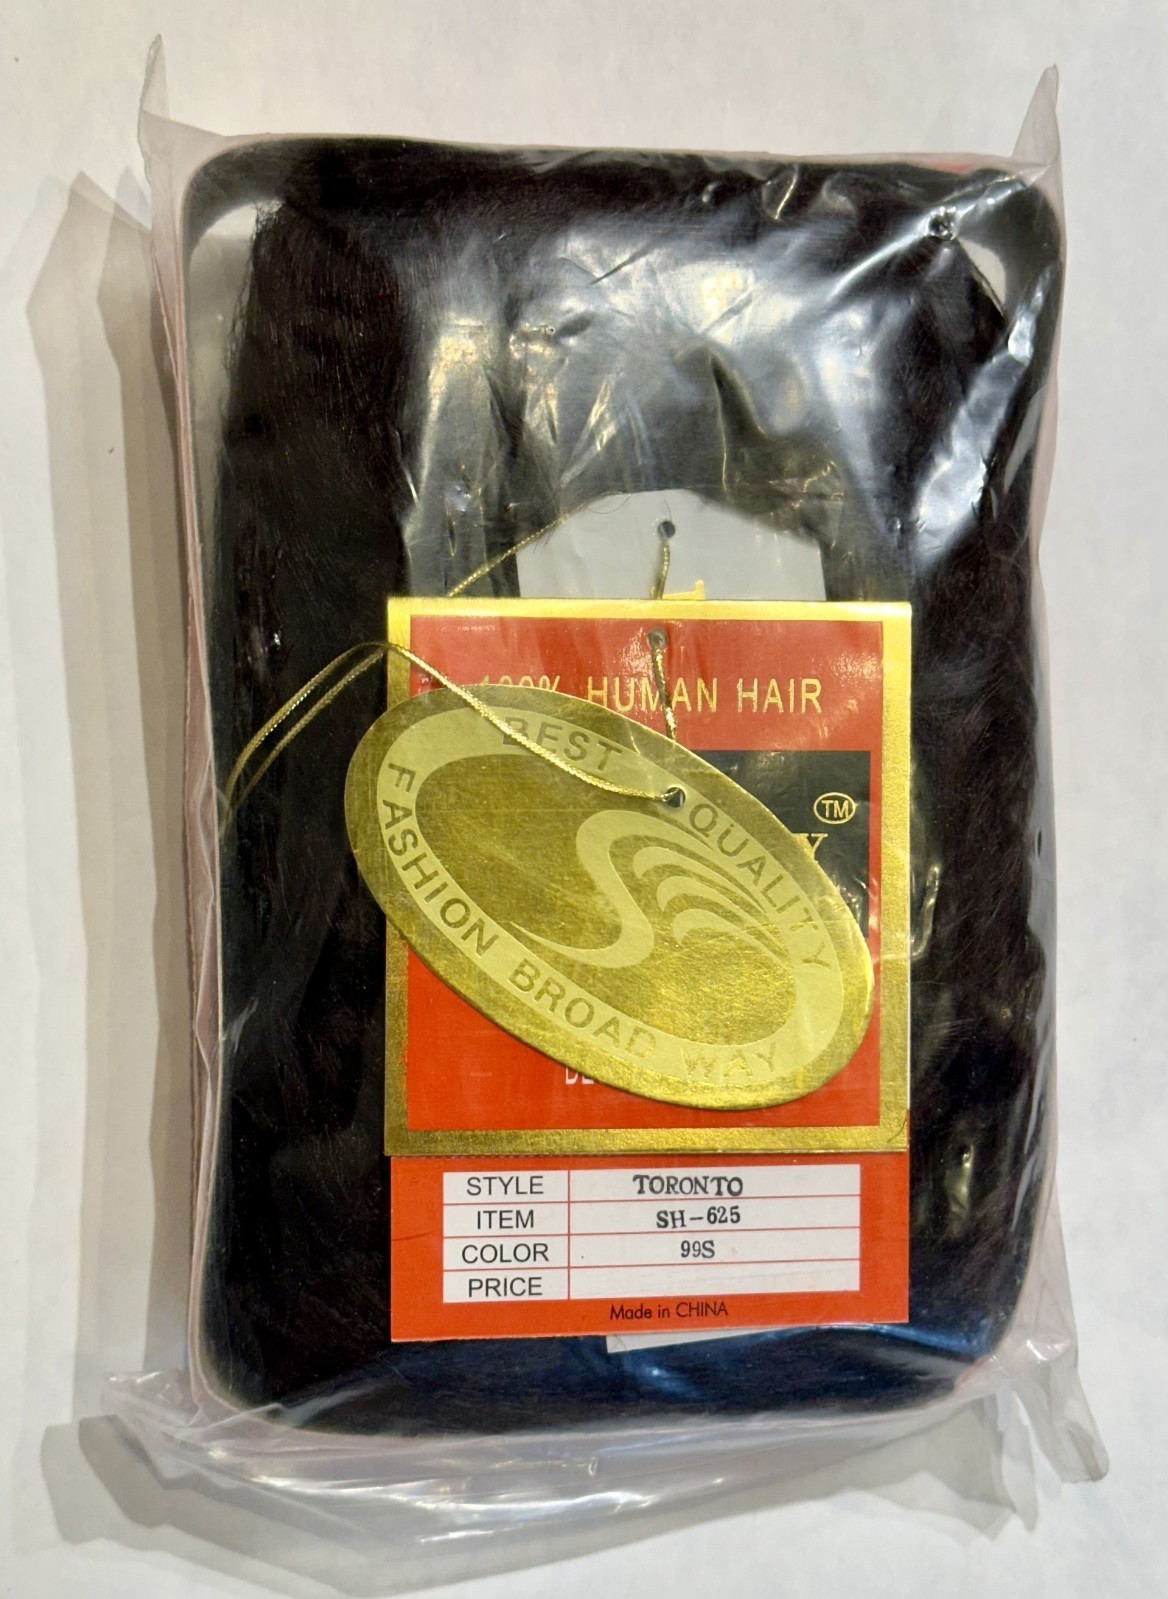 100% HUMAN HAIR
TM
Y
BEST QUALITY
FASHION BROAD WAY
STYLE TORONTO
ITEM SH-625
COLOR 99S
PRICE
Made in CHINA